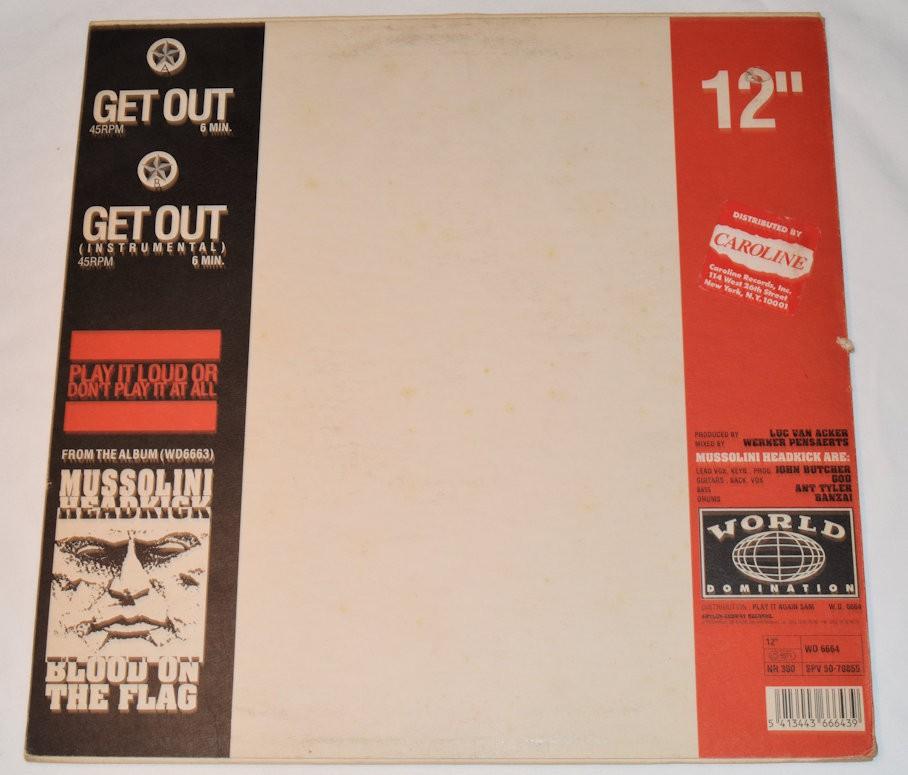 A
GET OUT
45RPM 6 MIN.
B
GET OUT
(INSTRUMENTAL)
45RPM 6 MIN.
PLAY IT LOUD OR
DON'T PLAY IT AT ALL
FROM THE ALBUM (WD6663)
MUSSOLINI
HEADKICK
BLOOD ON
THE FLAG
12"
DISTRIBUTED BY
CAROLINE
Caroline Records, Inc.
114 West 26th Street
New York, N.Y. 10001
PRODUCED BY LUC VAN ACKER
MIXED BY WERKER PENSAERTS
MUSSOLINI HEADKICK ARE:
LEAD VOX, KEYB., PROG. JOHN BUTCHER
GUITARS, BACK. VOX GOD
BASS ANT TYLER
DRUMS BANZAI
WORLD
DOMINATION
DISTRIBUTION: PLAY IT AGAIN SAM W.D. 6664
12"
WD 6664
NR 380 SPV 50-70855
5 413443 666439